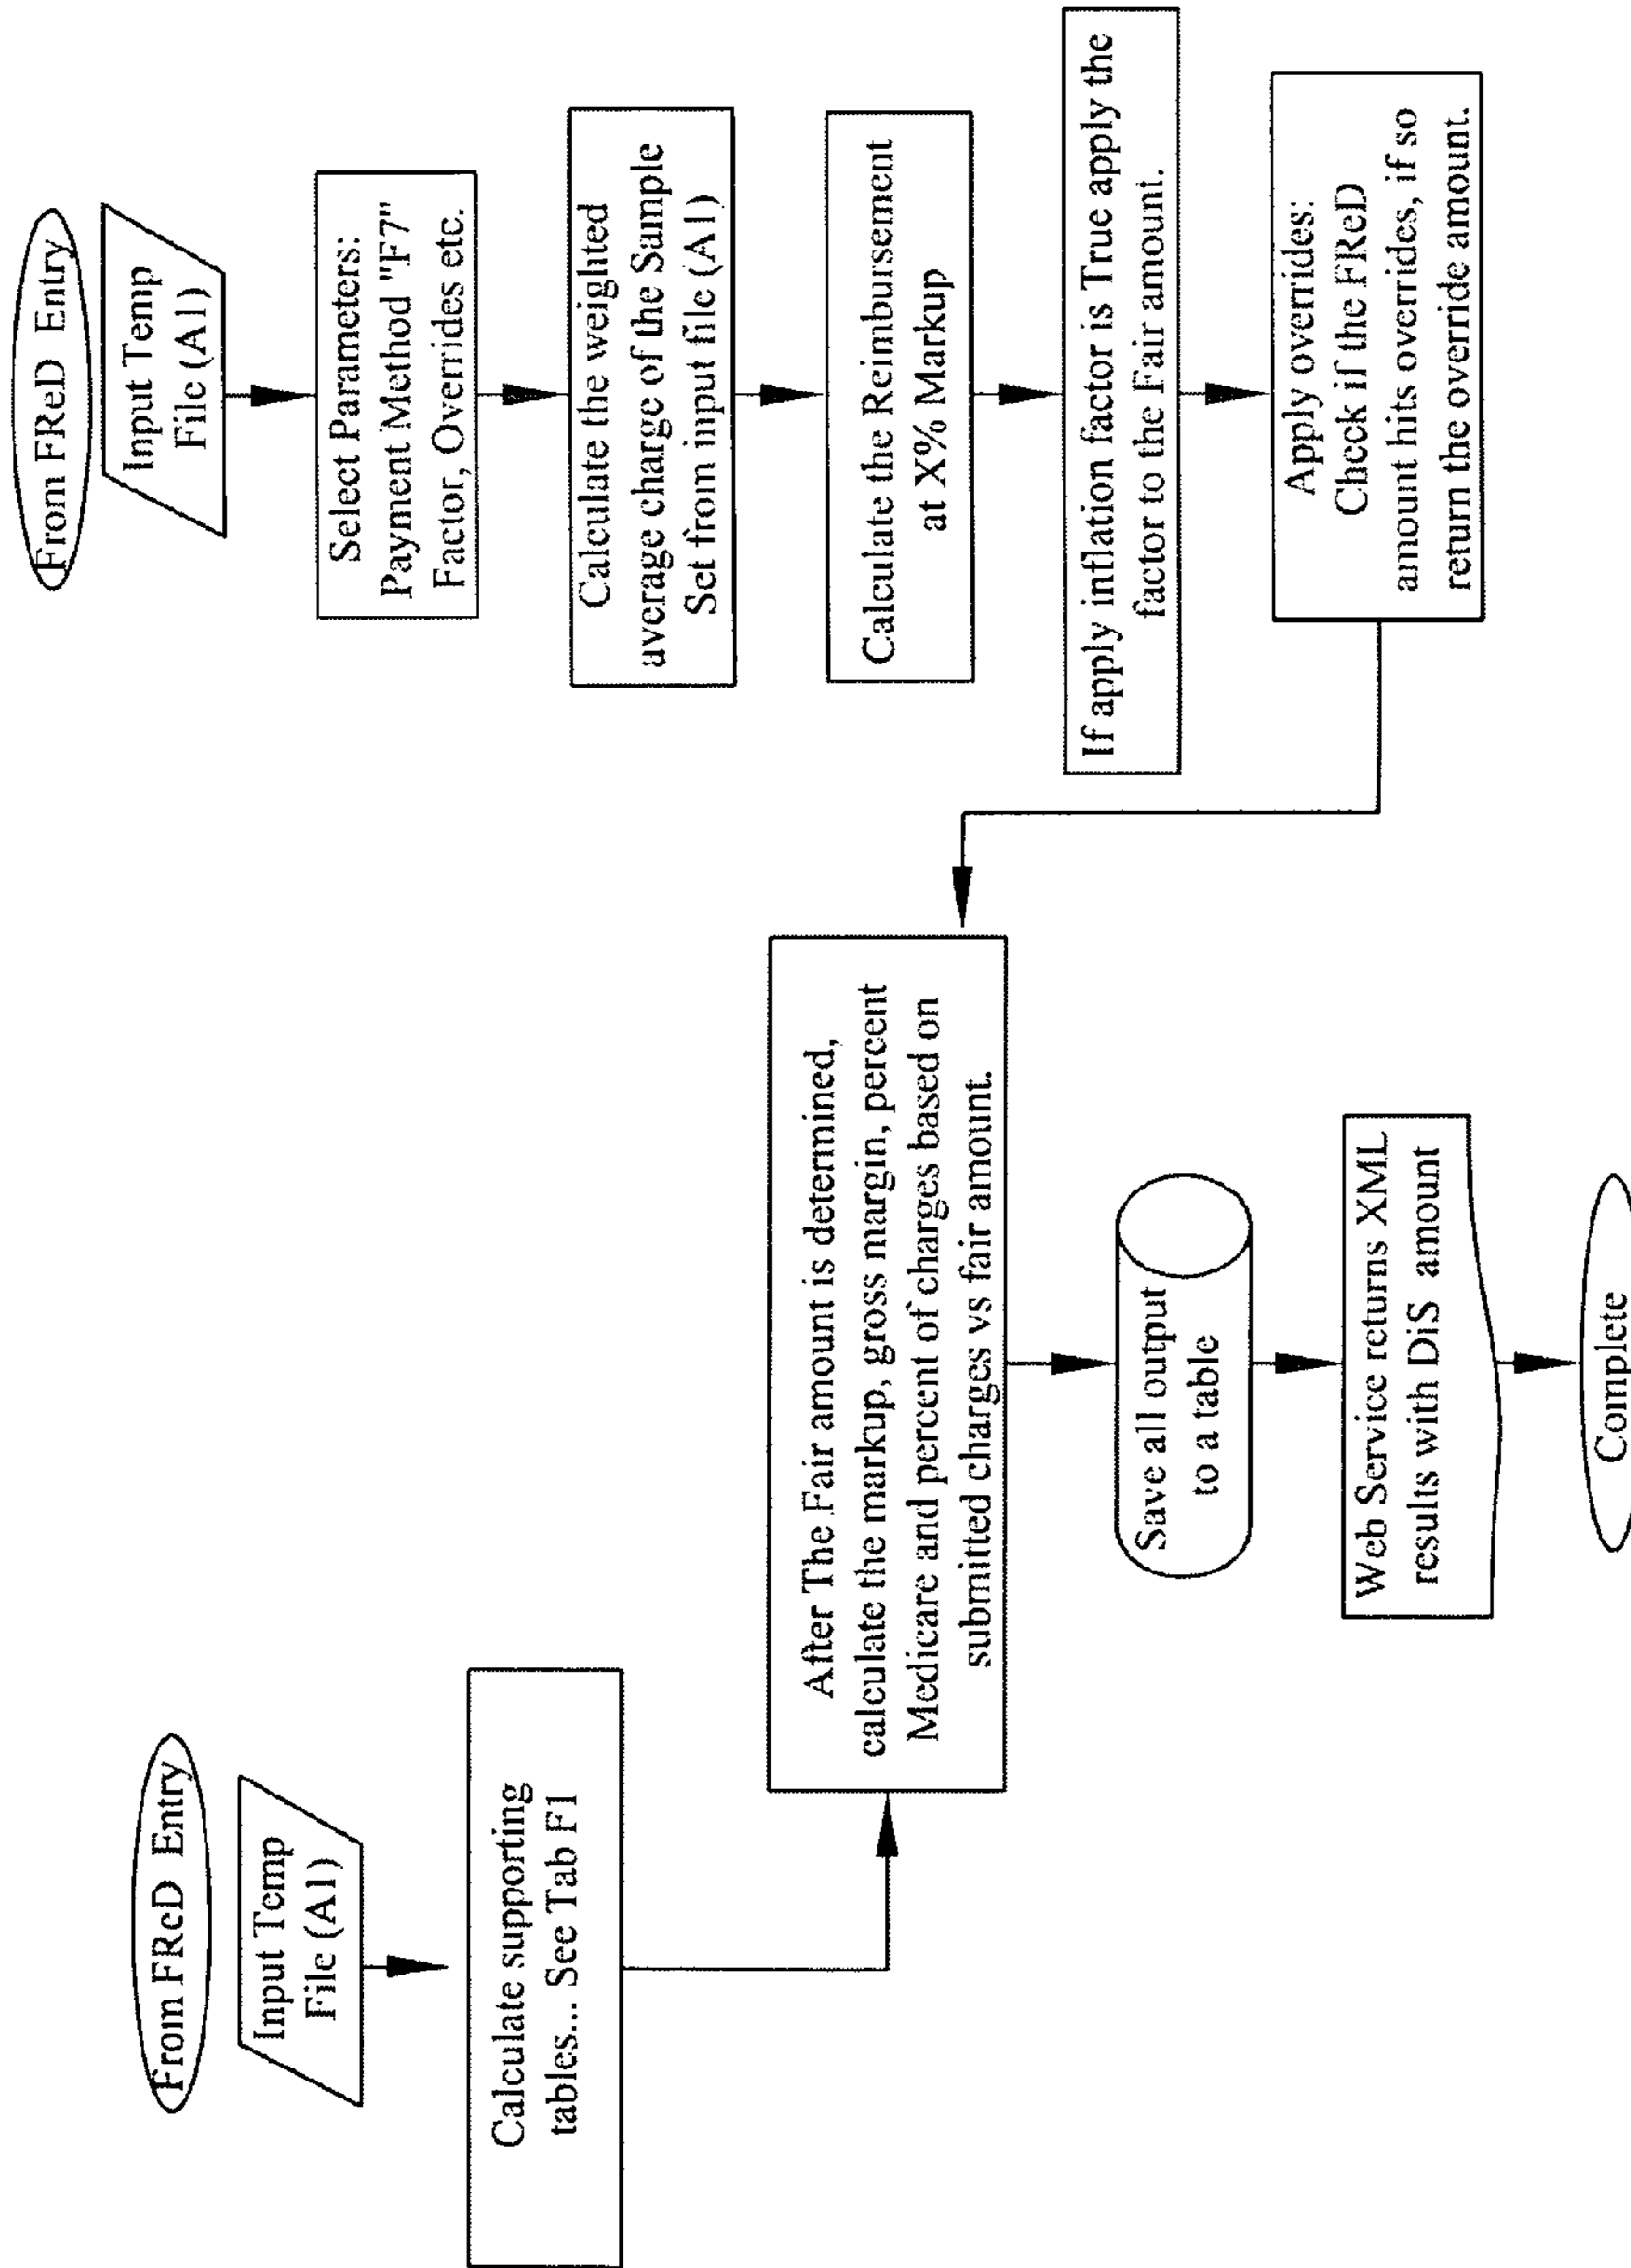 From FReD Entry
Input Temp
File (A1)
Calculate supporting
tables... See Tab F1
From FReD Entry
Input Temp
File (A1)
Select Parameters:
Payment Method "F7"
Factor, Overrides etc.
Calculate the weighted
average charge of the Sample
Set from input file (A1)
Calculate the Reimbursement
at X% Markup
If apply inflation factor is True apply the
factor to the Fair amount.
Apply overrides:
Check if the FReD
amount hits overrides, if so
return the override amount.
After The Fair amount is determined,
calculate the markup, gross margin, percent
Medicare and percent of charges based on
submitted charges vs fair amount.
Save all output
to a table
Web Service returns XML
results with DiS amount
Complete